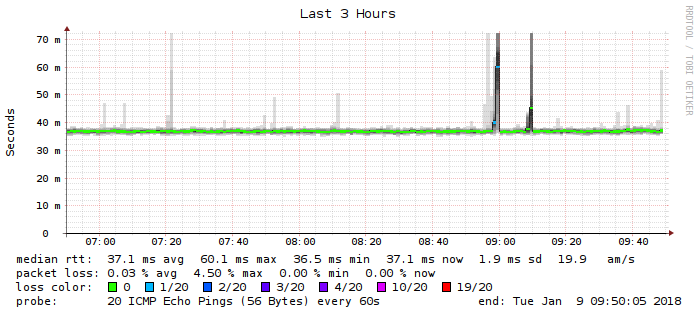 Last 3 Hours
RRDTOOL / TOBI OETIKER
Seconds
70 m
60 m
50 m
40 m
30 m
20 m
10 m
0
07:00 07:20 07:40 08:00 08:20 08:40 09:00 09:20 09:40
median rtt: 37.1 ms avg 60.1 ms max 36.5 ms min 37.1 ms now 1.9 ms sd 19.9 am/s
packet loss: 0.03 % avg 4.50 % max 0.00 % min 0.00 % now
loss color: 0 1/20 2/20 3/20 4/20 10/20 19/20
probe: 20 ICMP Echo Pings (56 Bytes) every 60s end: Tue Jan 9 09:50:05 2018